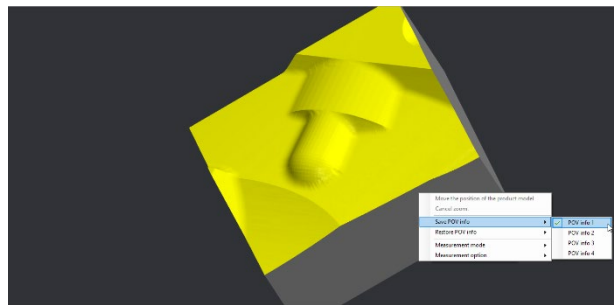 Move the position of the product model
Cancel zoom
Save POV info
Restore POV info
Measurement mode
Measurement option
POV info 1
POV info 2
POV info 3
POV info 4